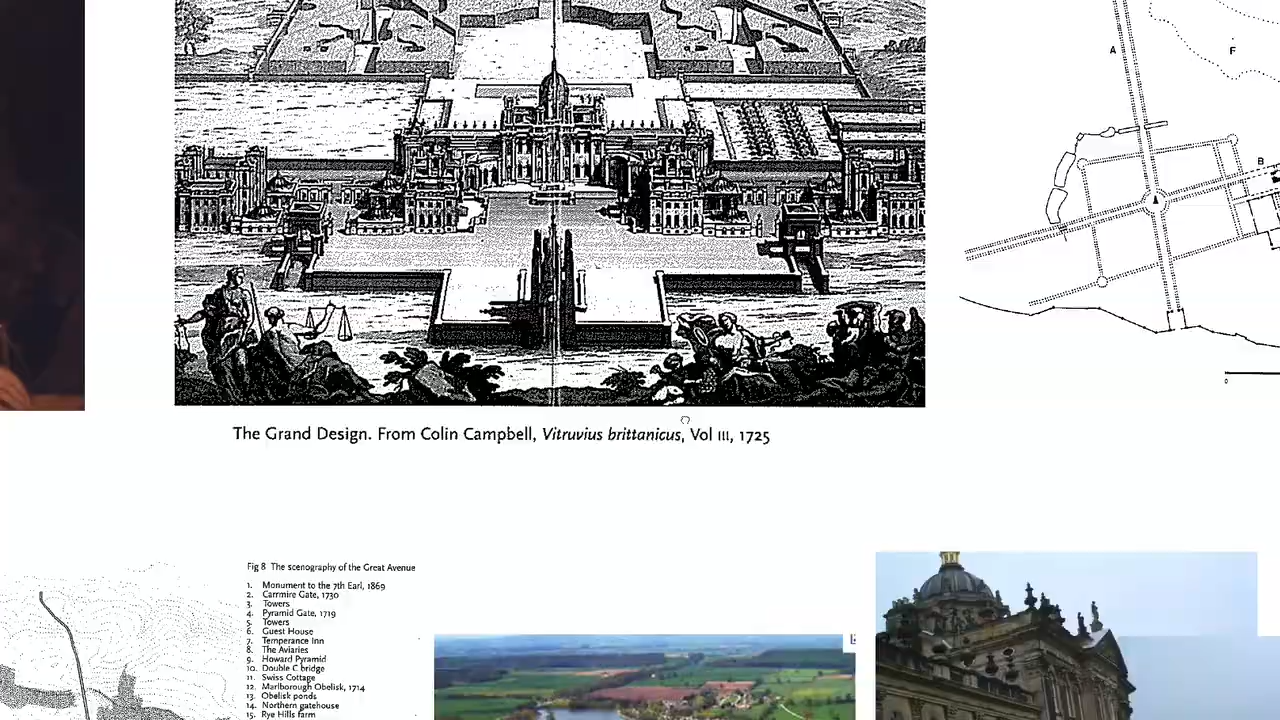 A
F
B
0
The Grand Design. From Colin Campbell, Vitruvius brittanicus, Vol III, 1725
Fig 8 The scenography of the Great Avenue
1. Monument to the 7th Earl, 1869
2. Carrmire Gate, 1730
3. Towers
4. Pyramid Gate, 1719
5. Towers
6. Guest House
7. Temperance Inn
8. The Aviaries
9. Howard Pyramid
10. Double C bridge
11. Swiss Cottage
12. Marlborough Obelisk, 1714
13. Obelisk ponds
14. Northern gatehouse
15. Rye Hills farm